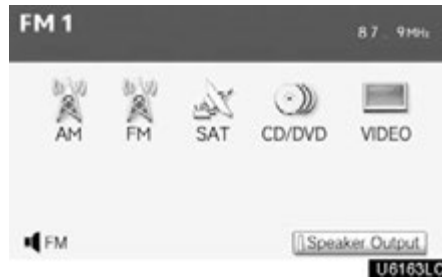 FM 1
87. 9MHz
AM FM SAT CD/DVD VIDEO
FM
Speaker Output
U6163LC